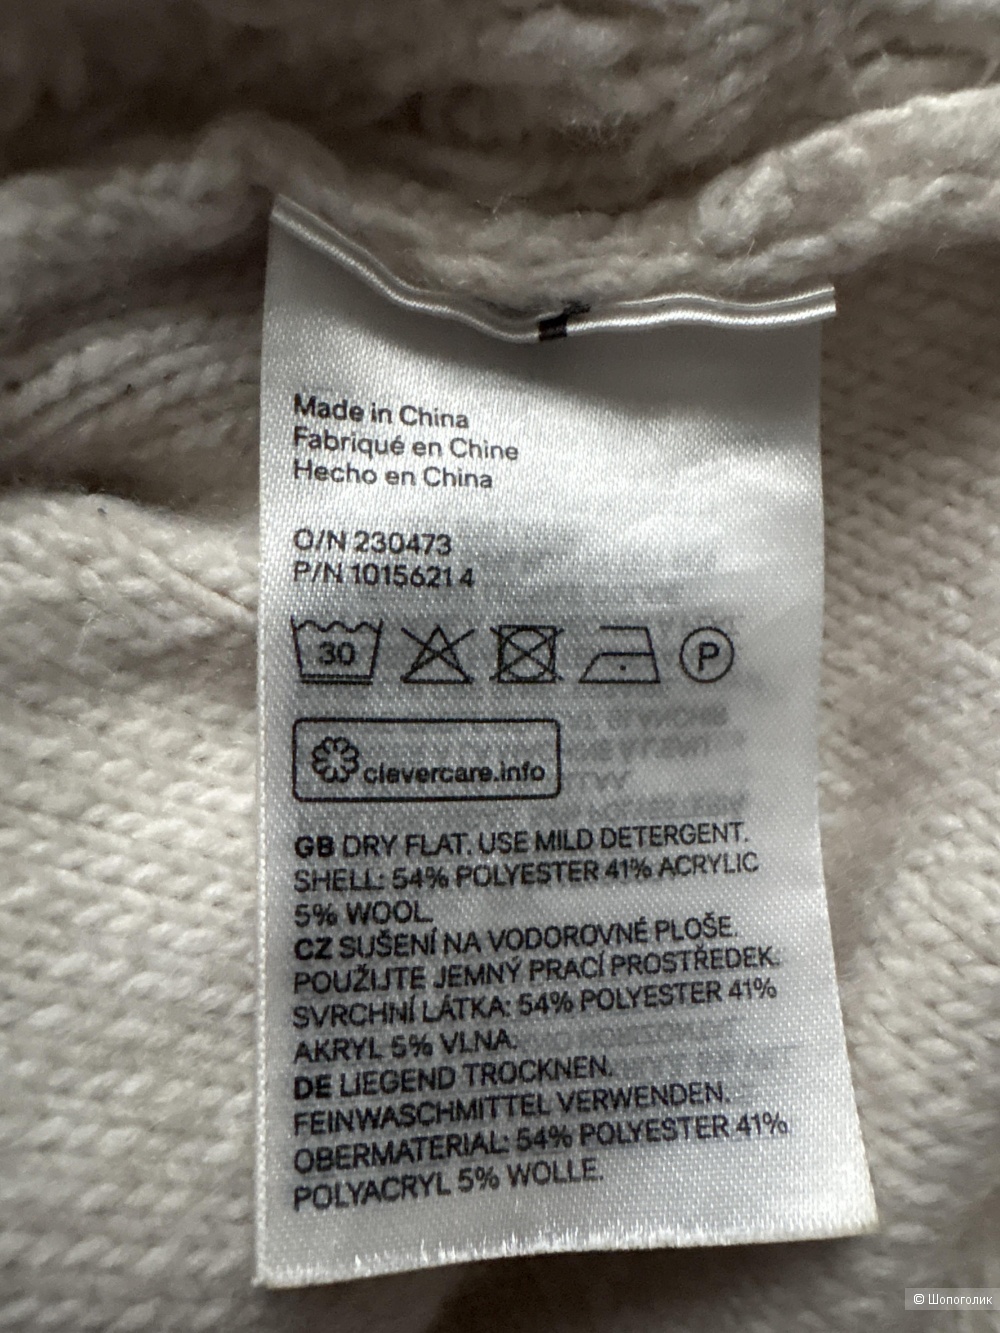 Made in China
Fabriqué en Chine
Hecho en China
O/N 230473
P/N 10156214
30
P
clevercare.info
GB DRY FLAT. USE MILD DETERGENT.
SHELL: 54% POLYESTER 41% ACRYLIC
5% WOOL.
CZ SUŠENÍ NA VODOROVNÉ PLOŠE.
POUŽIJTE JEMNÝ PRACÍ PROSTŘEDEK.
SVRCHNÍ LÁTKA: 54% POLYESTER 41%
AKRYL 5% VLNA.
DE LIEGEND TROCKNEN.
FEINWASCHMITTEL VERWENDEN.
OBERMATERIAL: 54% POLYESTER 41%
POLYACRYL 5% WOLLE.
© Шопоголик